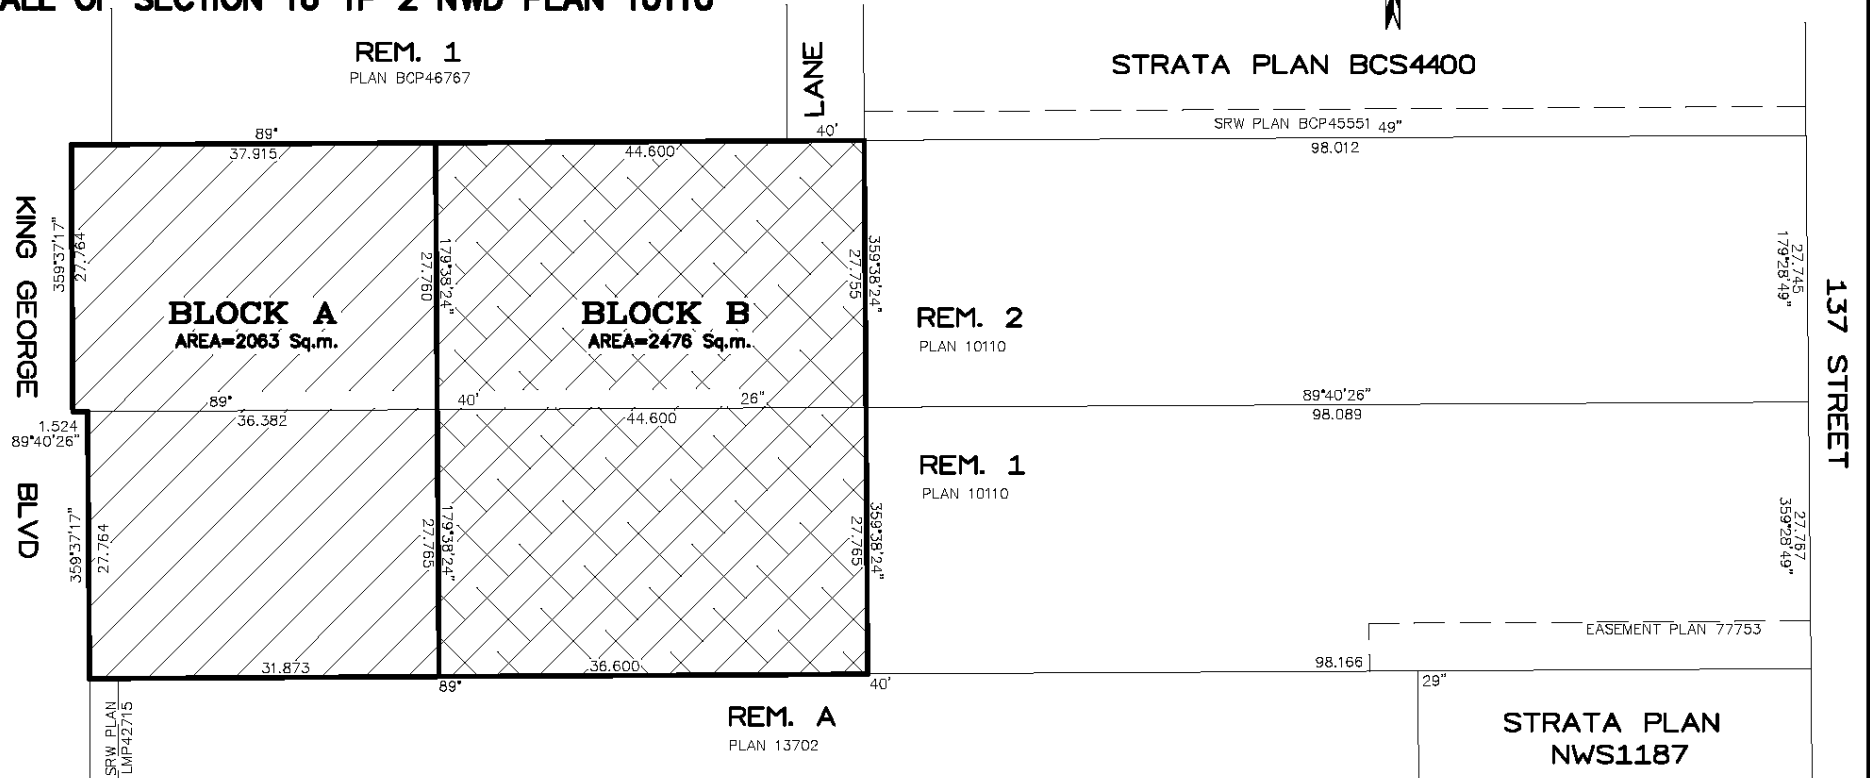 ALL OF SECTION 16 TP 2 NWD PLAN 10110
REM. 1
PLAN BCP46767
LANE
STRATA PLAN BCS4400
SRW PLAN BCP45551
89°
40'
49"
37.915
44.600
98.012
KING GEORGE BLVD
359°37'17"
27.764
179°38'24"
27.760
359°38'24"
27.755
27.745
179°28'49"
137 STREET
BLOCK A
AREA=2063 Sq.m.
BLOCK B
AREA=2476 Sq.m.
REM. 2
PLAN 10110
89°
40'
26"
89°40'26"
36.382
44.600
98.089
1.524
89°40'26"
REM. 1
PLAN 10110
359°37'17"
27.764
179°38'24"
27.765
359°38'24"
27.765
27.767
359°28'49"
EASEMENT PLAN 77753
31.873
36.600
98.166
89°
40'
29"
SRW PLAN
LMP42715
REM. A
PLAN 13702
STRATA PLAN
NWS1187